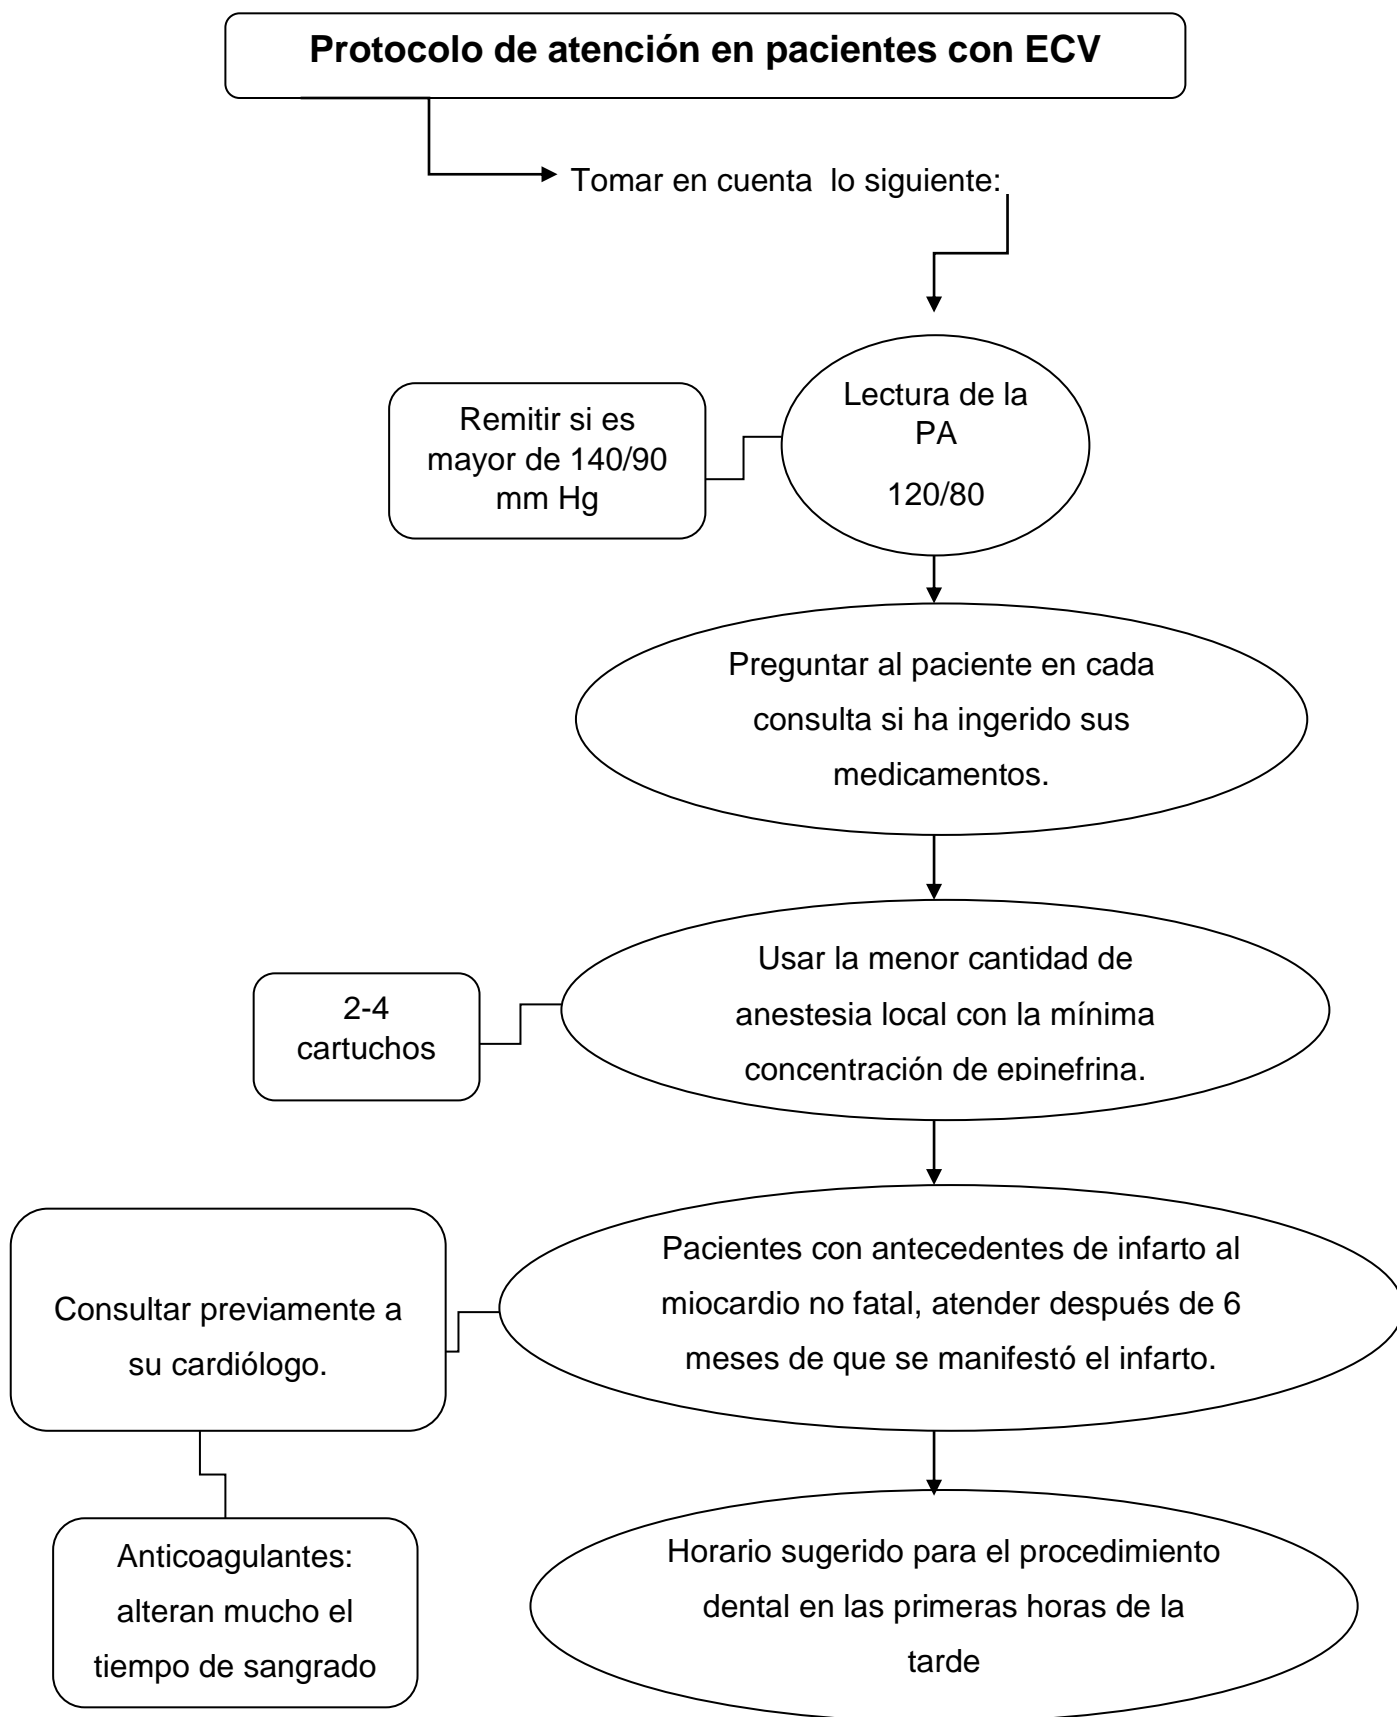 Protocolo de atención en pacientes con ECV
Tomar en cuenta  lo siguiente:
Lectura de la
PA
120/80
Remitir si es
mayor de 140/90
mm Hg
Preguntar al paciente en cada
consulta si ha ingerido sus
medicamentos.
Usar la menor cantidad de
anestesia local con la mínima
concentración de epinefrina.
2-4
cartuchos
Pacientes con antecedentes de infarto al
miocardio no fatal, atender después de 6
meses de que se manifestó el infarto.
Consultar previamente a
su cardiólogo.
Anticoagulantes:
alteran mucho el
tiempo de sangrado
Horario sugerido para el procedimiento
dental en las primeras horas de la
tarde